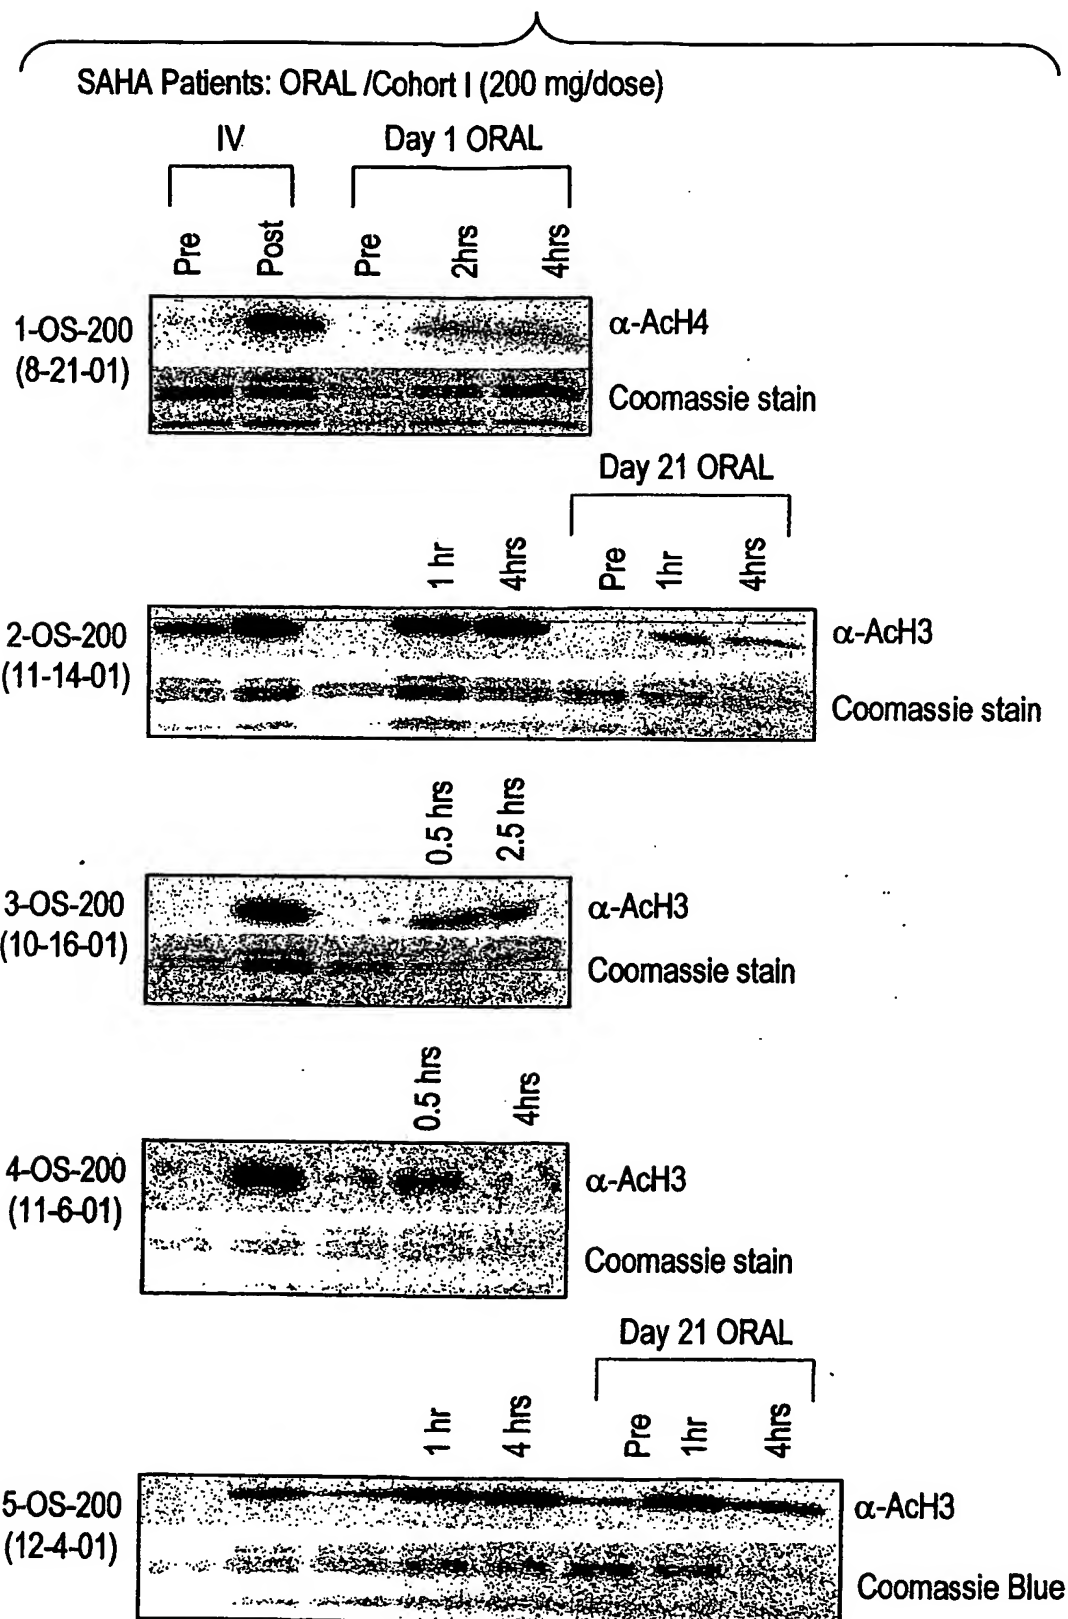 SAHA Patients: ORAL /Cohort I (200 mg/dose)
IV Day 1 ORAL
Pre Post Pre 2hrs 4hrs
1-OS-200 α-AcH4
(8-21-01)
Coomassie stain
Day 21 ORAL
1 hr 4hrs Pre 1hr 4hrs
2-OS-200 α-AcH3
(11-14-01)
Coomassie stain
0.5 hrs 2.5 hrs
3-OS-200 α-AcH3
(10-16-01)
Coomassie stain
0.5 hrs 4hrs
4-OS-200 α-AcH3
(11-6-01)
Coomassie stain
Day 21 ORAL
1 hr 4 hrs Pre 1hr 4hrs
5-OS-200 α-AcH3
(12-4-01)
Coomassie Blue